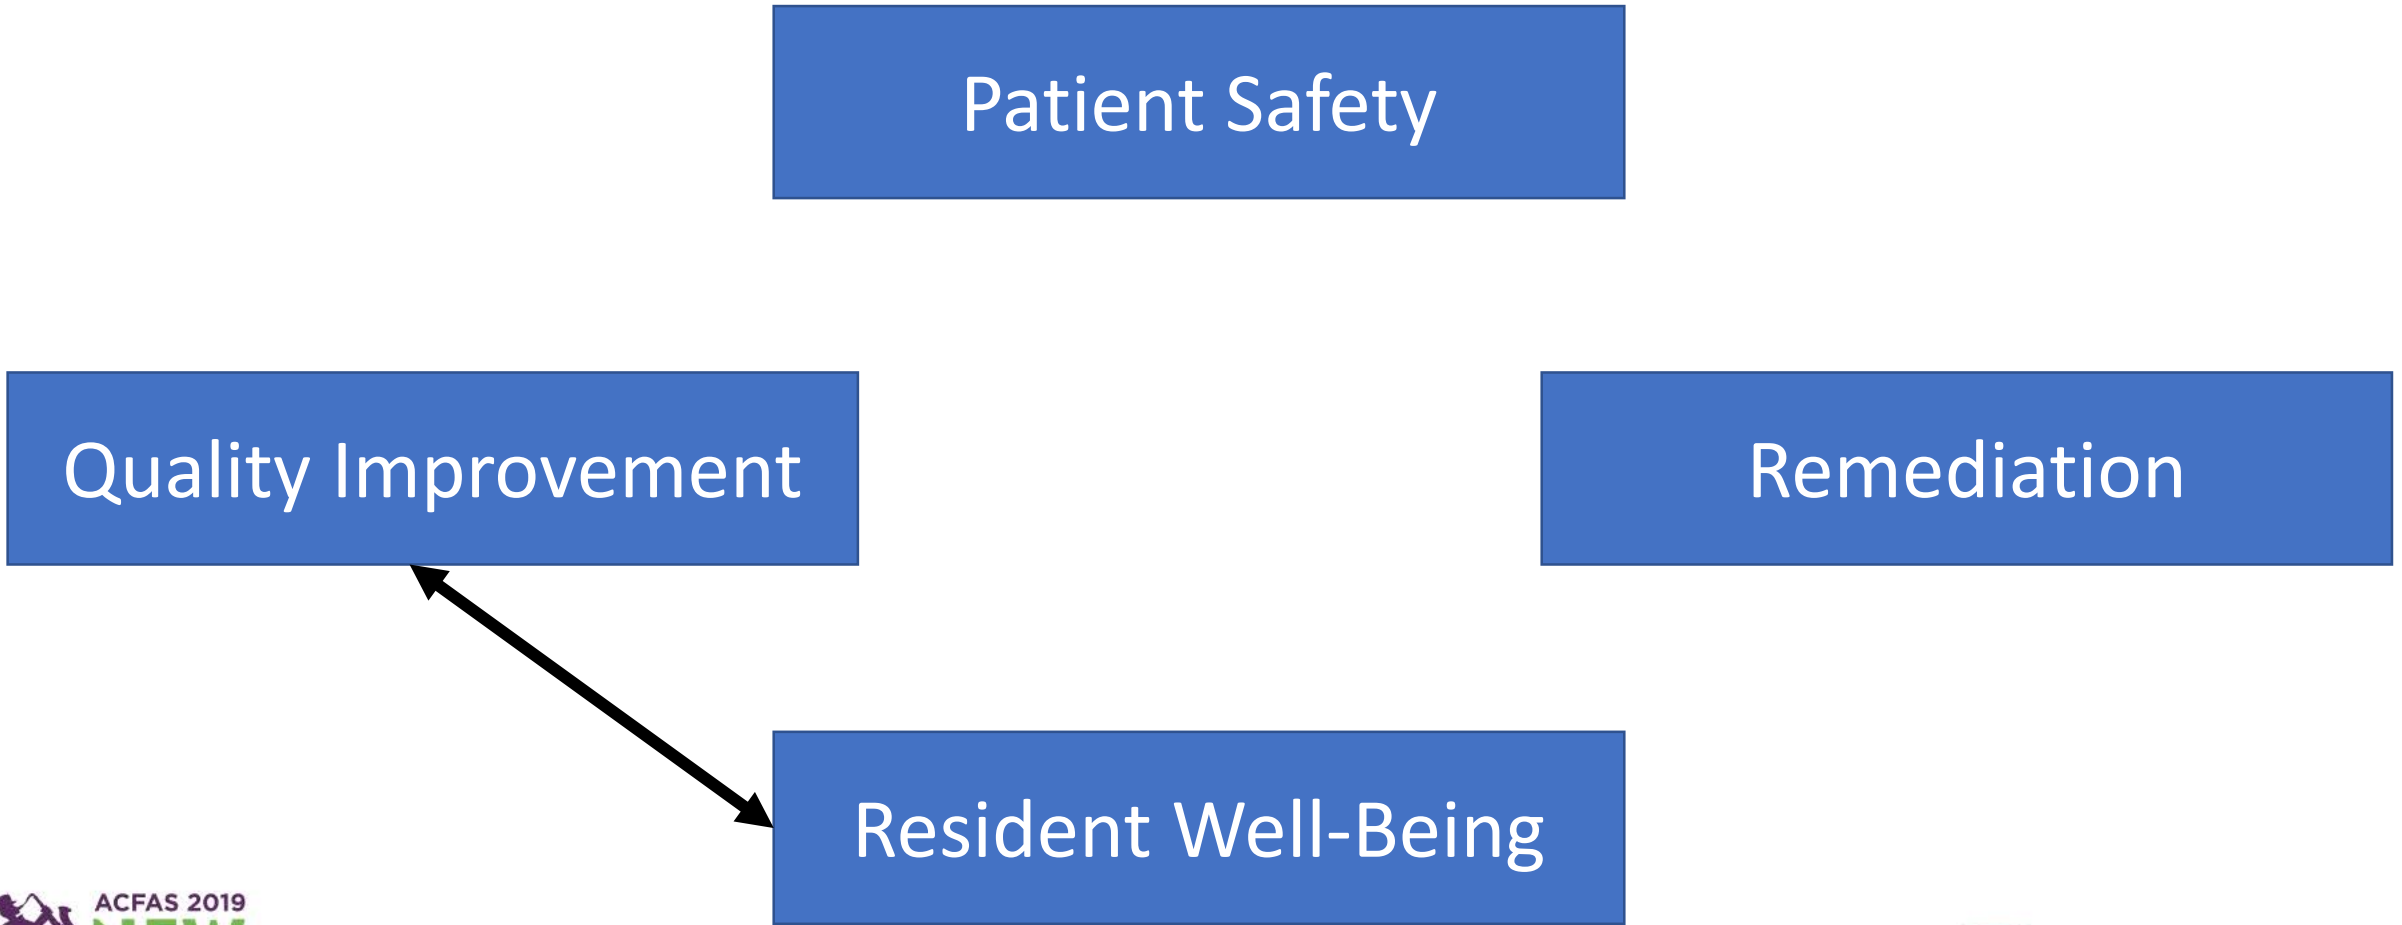 Patient Safety
Quality Improvement
Remediation
Resident Well-Being
ACFAS 2019